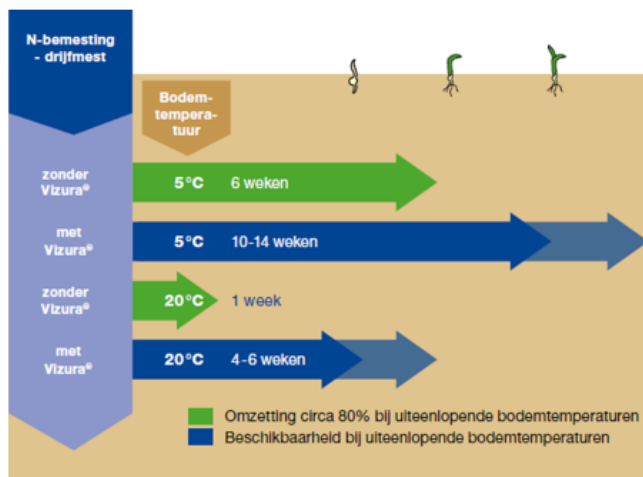 N-bemesting
- drijfmest
Bodem-
tempera-
tuur
zonder
Vizura®
5°C 6 weken
met
Vizura®
5°C 10-14 weken
zonder
Vizura®
20°C 1 week
met
Vizura®
20°C 4-6 weken
Omzetting circa 80% bij uiteenlopende bodemtemperaturen
Beschikbaarheid bij uiteenlopende bodemtemperaturen